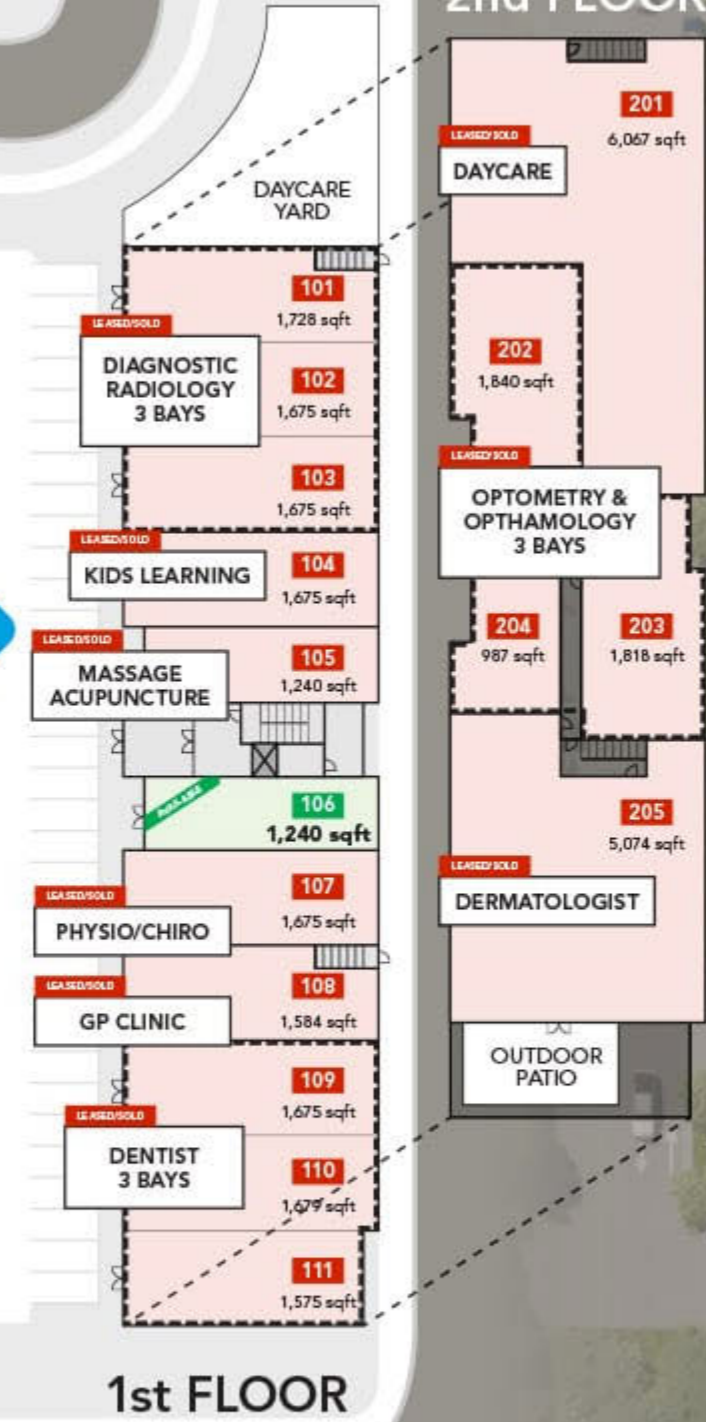 2nd FLOOR
201
6,067 sqft
LEASED/SOLD
DAYCARE
202
1,840 sqft
LEASED/SOLD
OPTOMETRY &
OPTHAMOLOGY
3 BAYS
204
987 sqft
203
1,818 sqft
205
5,074 sqft
LEASED/SOLD
DERMATOLOGIST
OUTDOOR
PATIO
DAYCARE
YARD
101
1,728 sqft
LEASED/SOLD
DIAGNOSTIC
RADIOLOGY
3 BAYS
102
1,675 sqft
103
1,675 sqft
LEASED/SOLD
KIDS LEARNING
104
1,675 sqft
LEASED/SOLD
MASSAGE
ACUPUNCTURE
105
1,240 sqft
AVAILABLE
106
1,240 sqft
107
1,675 sqft
LEASED/SOLD
PHYSIO/CHIRO
LEASED/SOLD
GP CLINIC
108
1,584 sqft
109
1,675 sqft
LEASED/SOLD
DENTIST
3 BAYS
110
1,679 sqft
111
1,575 sqft
1st FLOOR